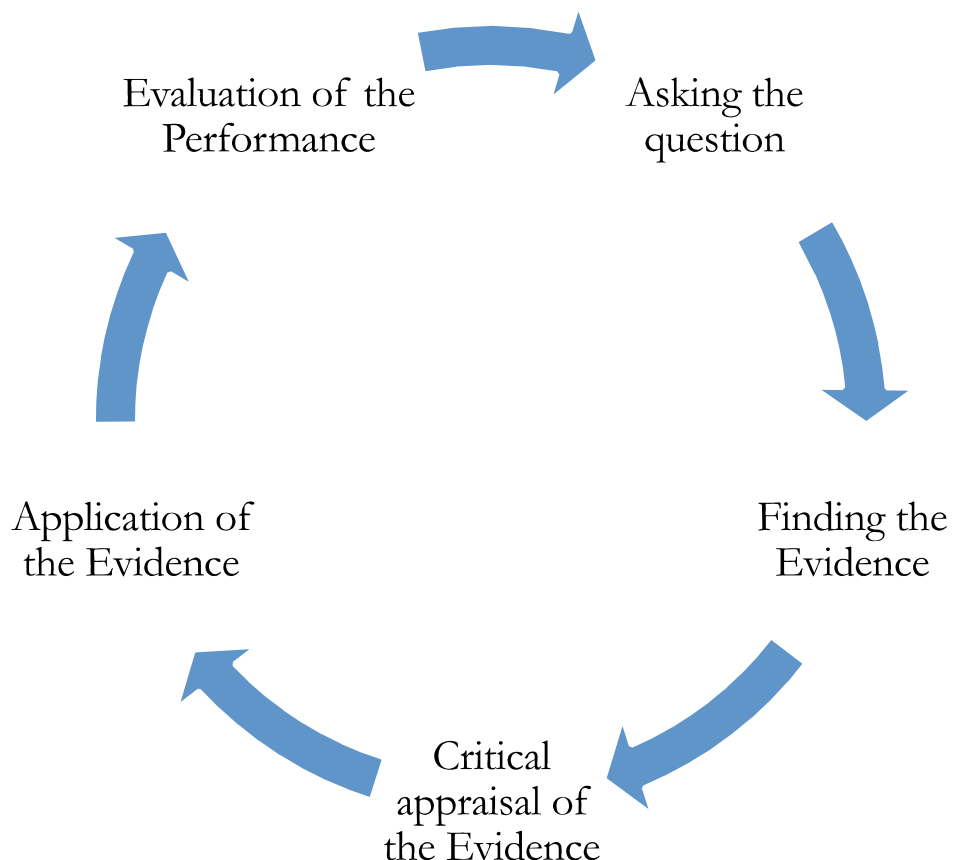 Evaluation of the
Performance
Asking the
question
Finding the
Evidence
Critical
appraisal of
the Evidence
Application of
the Evidence